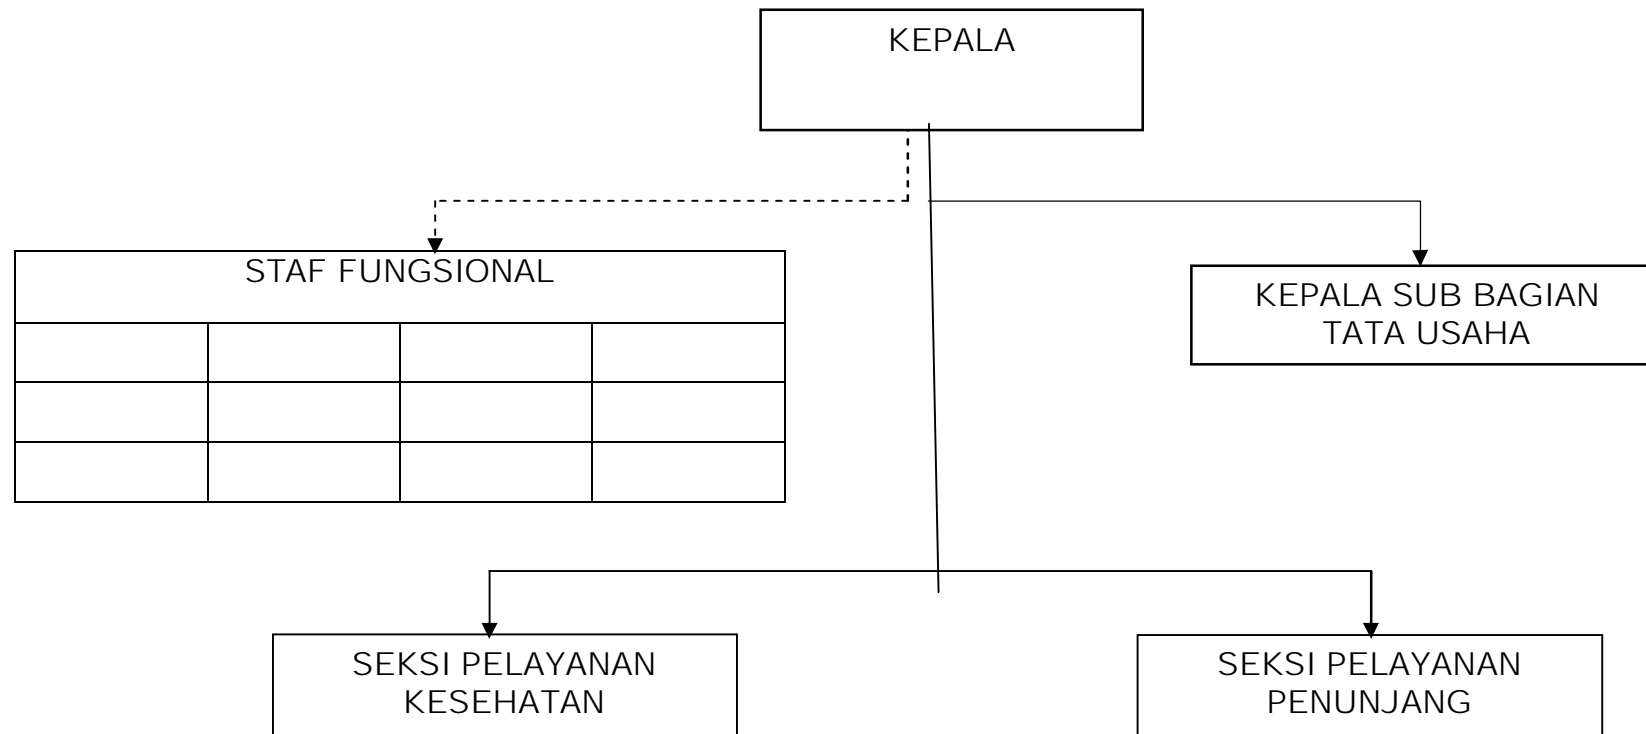 KEPALA
STAF FUNGSIONAL
KEPALA SUB BAGIAN
TATA USAHA
SEKSI PELAYANAN
KESEHATAN
SEKSI PELAYANAN
PENUNJANG